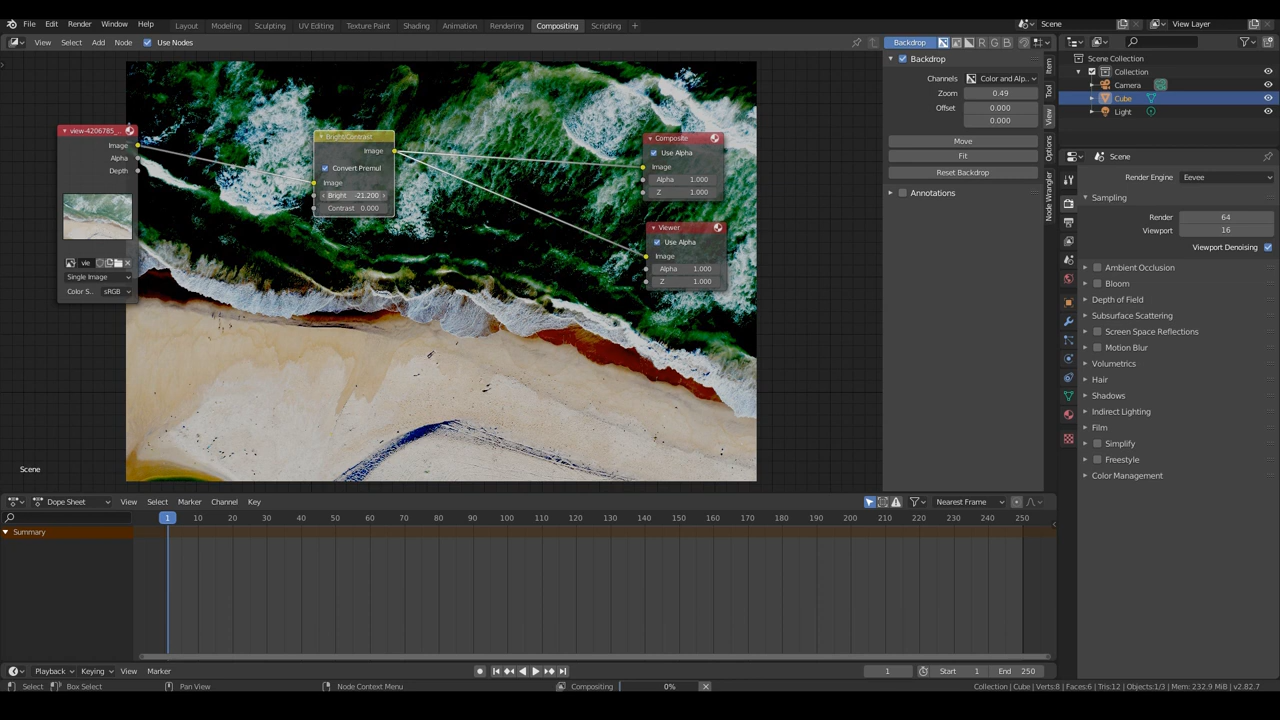 File Edit Render Window Help Layout Modeling Sculpting UV Editing Texture Paint Shading Animation Rendering Compositing Scripting + Scene View Layer
View Select Add Node Use Nodes Backdrop R G B
Scene Collection
Collection
Camera
Cube
Light
Backdrop
Channels Color and Alp..
Zoom 0.49
Offset: 0.000
0.000
Move
Fit
Reset Backdrop
Annotations
Item
Tool
View
Options
Node Wrangler
view-4206785_...
Image
Alpha
Depth
vie
Single Image
Color S.. sRGB
Bright/Contrast
Image
Convert Premul
Image
Bright -21.200
Contrast 0.000
Composite
Use Alpha
Image
Alpha 1.000
Z 1.000
Viewer
Use Alpha
Image
Alpha 1.000
Z 1.000
Scene
Scene
Render Engine Eevee
Sampling
Render 64
Viewport 16
Viewport Denoising
Ambient Occlusion
Bloom
Depth of Field
Subsurface Scattering
Screen Space Reflections
Motion Blur
Volumetrics
Hair
Shadows
Indirect Lighting
Film
Simplify
Freestyle
Color Management
Dope Sheet View Select Marker Channel Key Nearest Frame
1 10 20 30 40 50 60 70 80 90 100 110 120 130 140 150 160 170 180 190 200 210 220 230 240 250
Summary
Playback Keying View Marker 1 Start 1 End 250
Select Box Select Pan View Node Context Menu Compositing 0% Collection | Cube | Verts:8 | Faces:6 | Tris:12 | Objects:1/3 | Mem: 232.9 MiB | v2.82.7